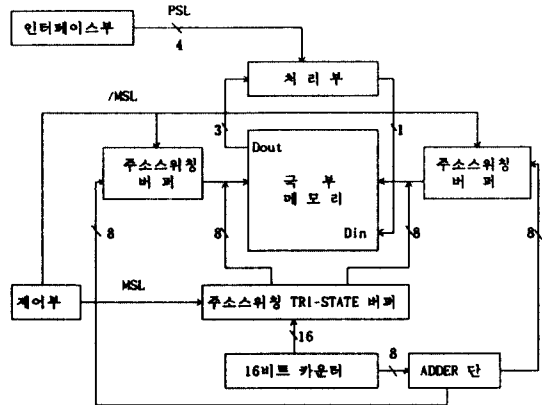 인터페이스부
PSL
4
처 리 부
/MSL
3
1
Dout
주소스위칭
버 퍼
국 부
메모리
주소스위칭
버 퍼
Din
8
8
8
8
제어부
MSL
주소스위칭 TRI-STATE 버퍼
16
16비트 카운터
8
ADDER 단